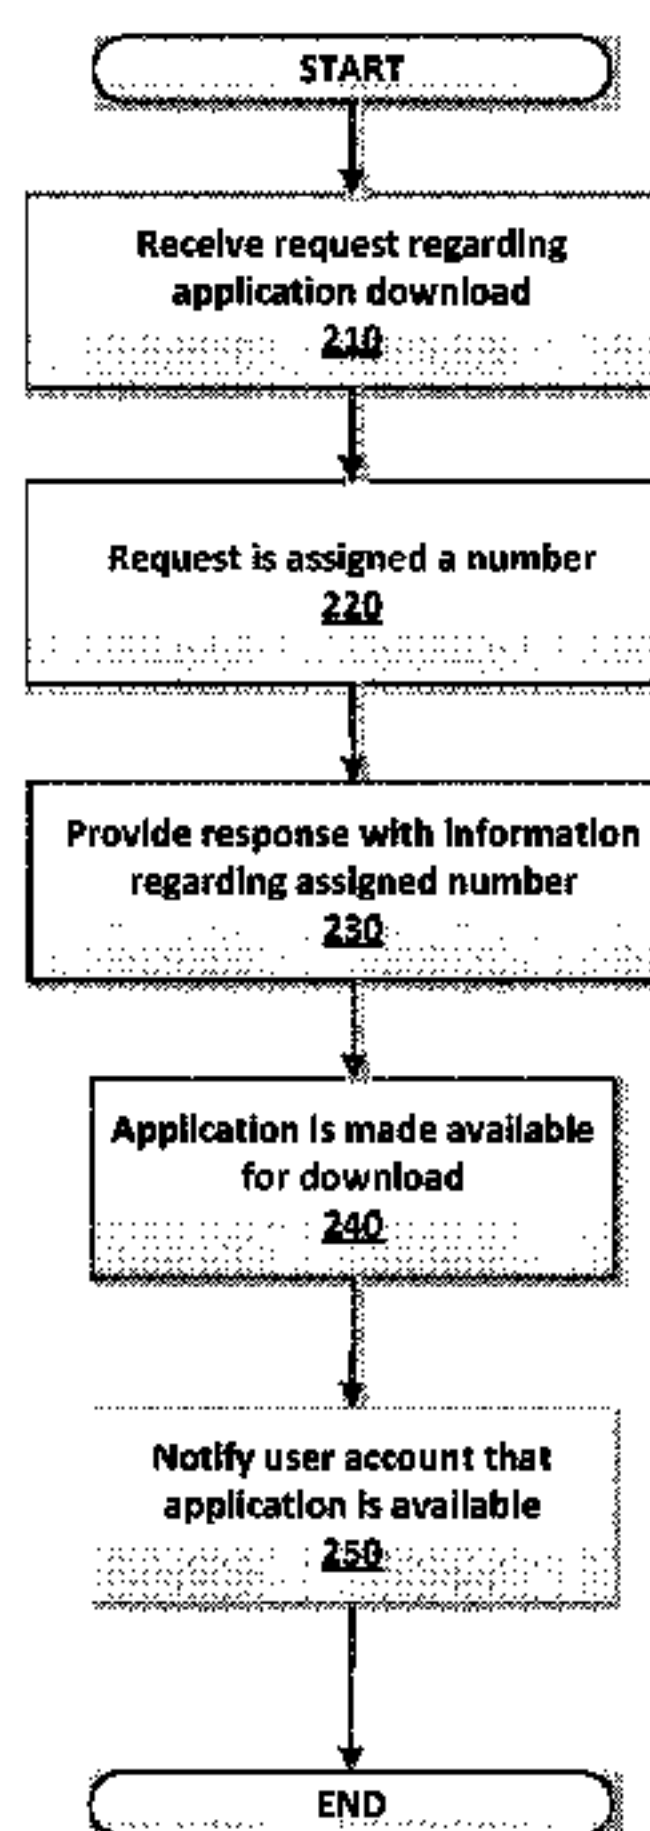 START
Receive request regarding
application download
210
Request is assigned a number
220
Provide response with information
regarding assigned number
230
Application is made available
for download
240
Notify user account that
application is available
250
END